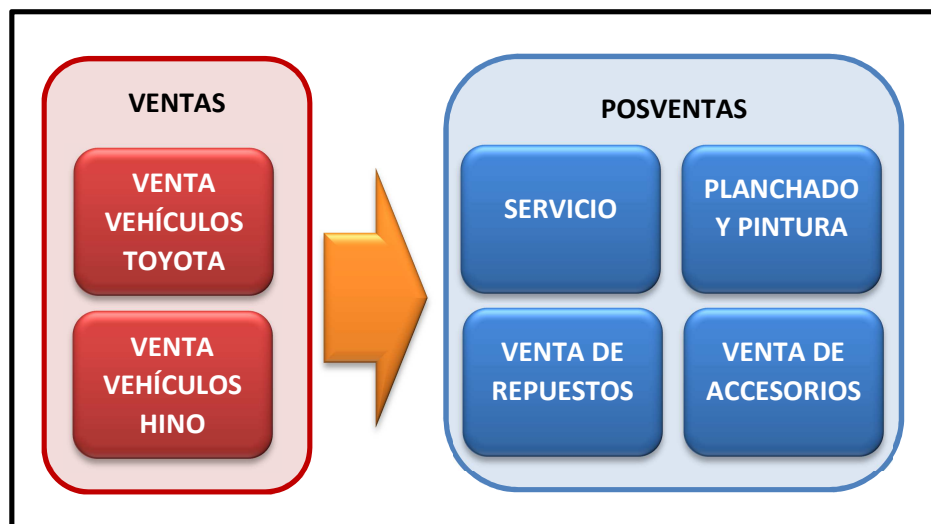 VENTAS
VENTA
VEHÍCULOS
TOYOTA
VENTA
VEHÍCULOS
HINO
POSVENTAS
SERVICIO
PLANCHADO
Y PINTURA
VENTA DE
REPUESTOS
VENTA DE
ACCESORIOS